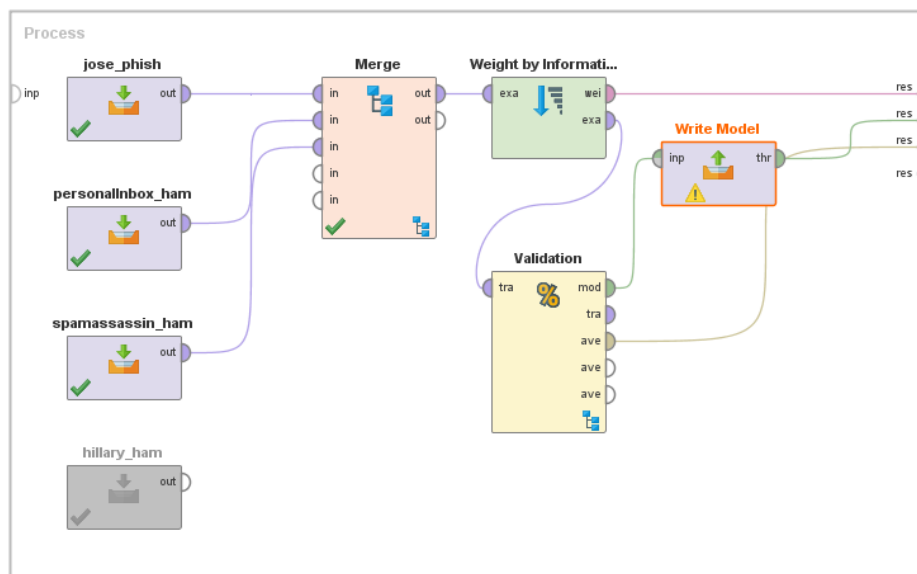 Process
inp
jose_phish
out
Merge
in
in
in
in
in
out
out
Weight by Informati...
exa
wei
exa
res
res
res
res
Write Model
inp
thr
personalInbox_ham
out
spamassassin_ham
out
Validation
%
tra
mod
tra
ave
ave
ave
hillary_ham
out